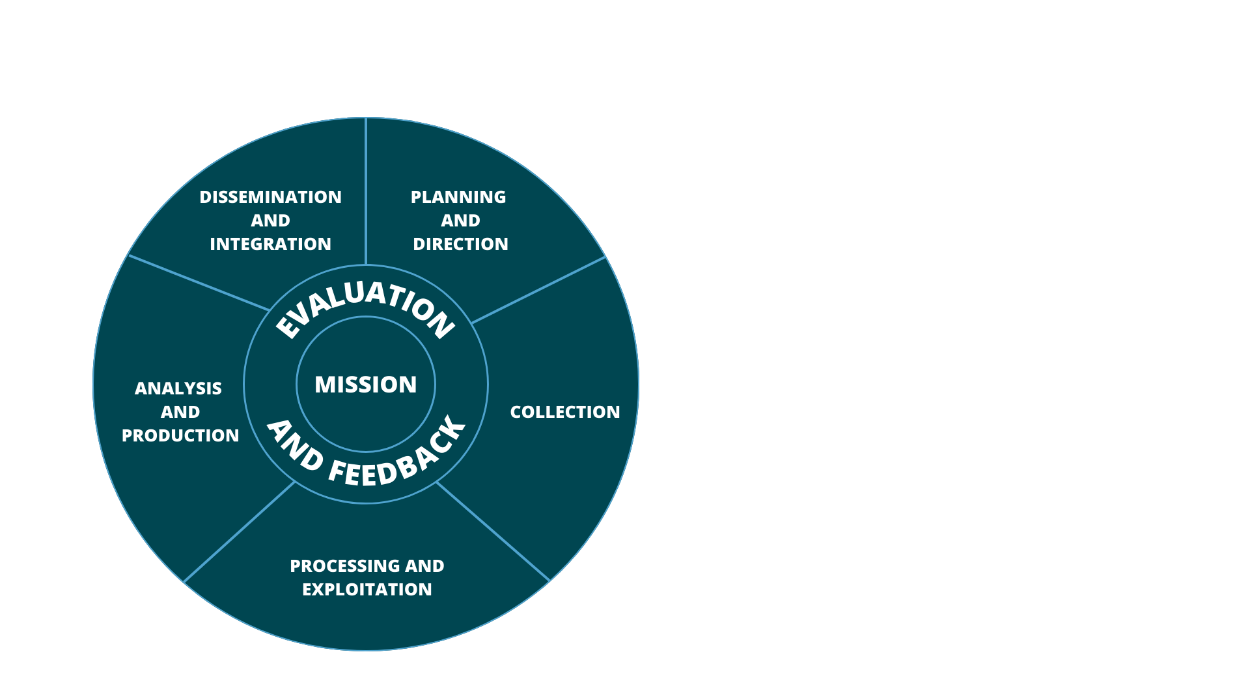 DISSEMINATION
AND
INTEGRATION
PLANNING
AND
DIRECTION
EVALUATION
MISSION
AND FEEDBACK
ANALYSIS
AND
PRODUCTION
COLLECTION
PROCESSING AND
EXPLOITATION